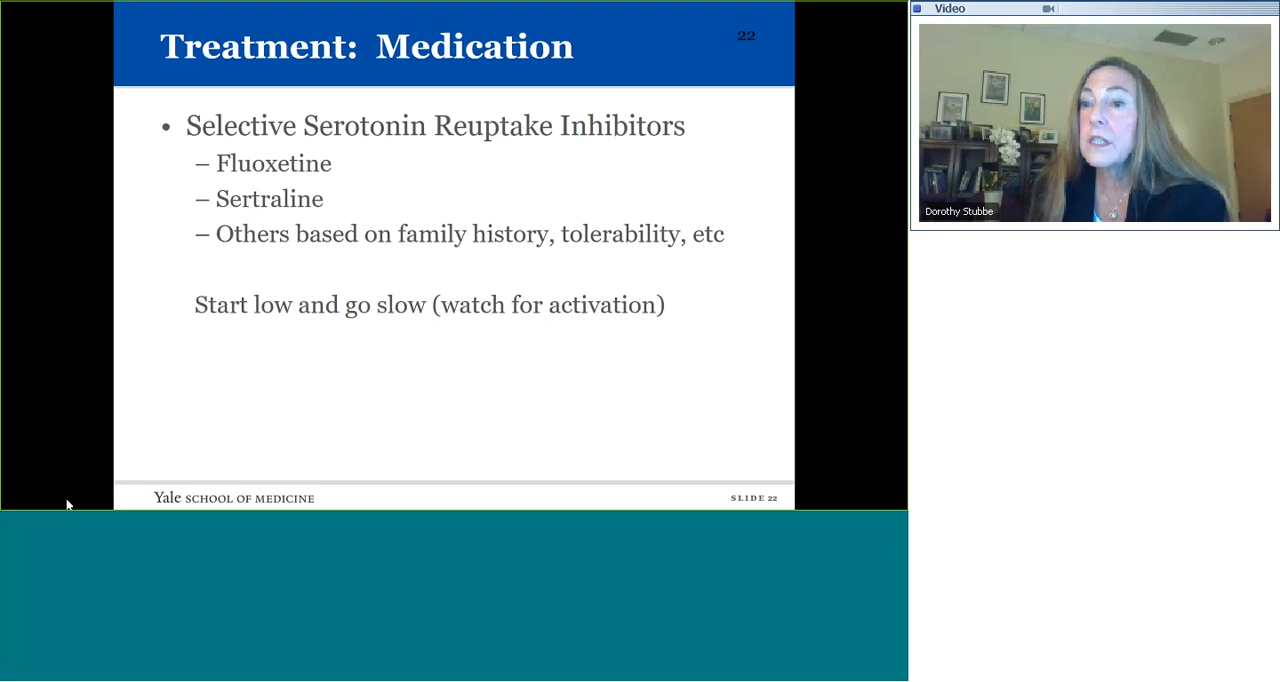 Treatment: Medication
22
• Selective Serotonin Reuptake Inhibitors
– Fluoxetine
– Sertraline
– Others based on family history, tolerability, etc
Start low and go slow (watch for activation)
Yale SCHOOL OF MEDICINE
SLIDE 22
Video
Dorothy Stubbe